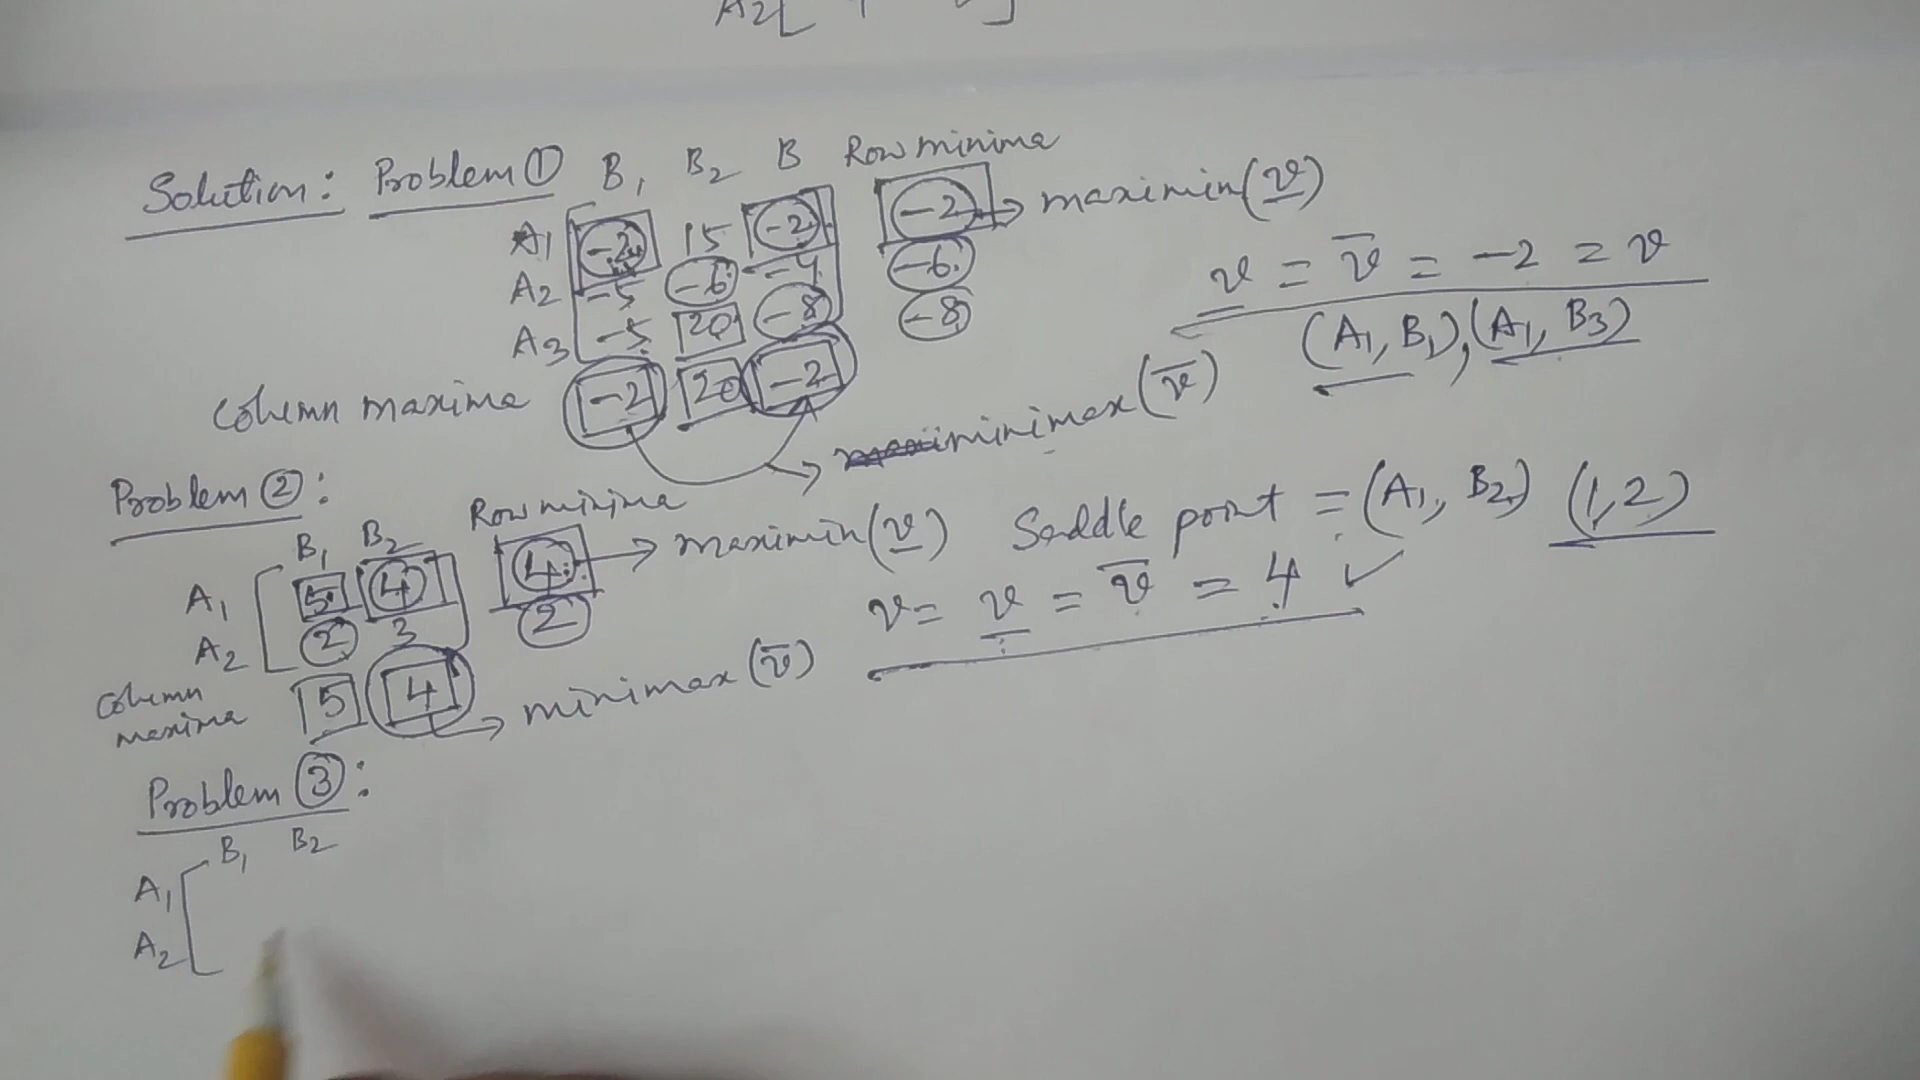 A2[
Solution: Problem ① B1 B2 B Row minima
A1 -2 15 -2 -2 → maximin(v)
A2 -5 -6 -4 -6
A3 -5 20 -8 -8
v = v̅ = -2 = v
(A1, B1), (A1, B3)
column maxima -2 20 -2 → minimax (v̅)
Problem ②:
B1 B2 Row minima
A1 5 4 4 → maximin(v)
A2 2 3 2
column maxima 5 4 → minimax (v̅)
Saddle point = (A1, B2) (1,2)
v = v = v̅ = 4 ✓
Problem ③:
B1 B2
A1
A2